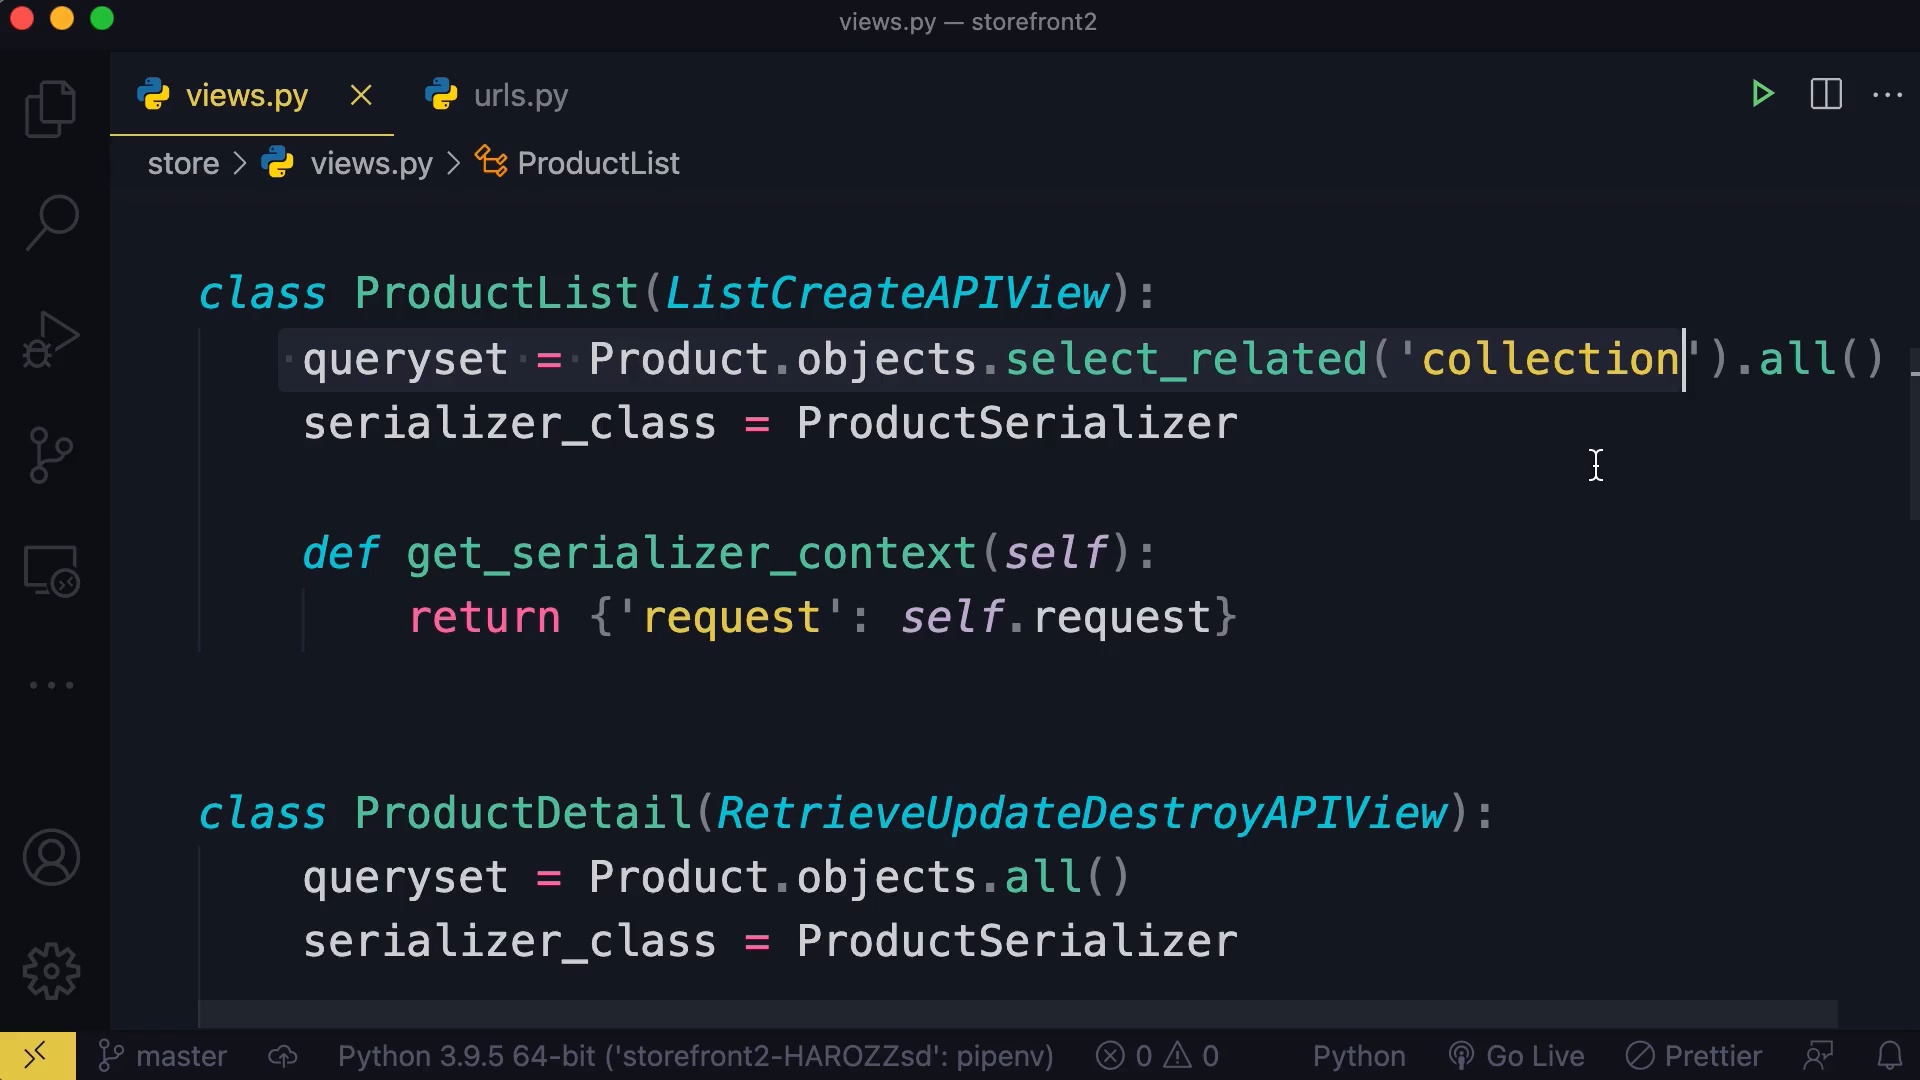 views.py — storefront2
views.py urls.py
store > views.py > ProductList
class ProductList(ListCreateAPIView):
    queryset = Product.objects.select_related('collection').all()
    serializer_class = ProductSerializer
    def get_serializer_context(self):
        return {'request': self.request}
class ProductDetail(RetrieveUpdateDestroyAPIView):
    queryset = Product.objects.all()
    serializer_class = ProductSerializer
master Python 3.9.5 64-bit ('storefront2-HAROZZsd': pipenv) 0 0 Python Go Live Prettier